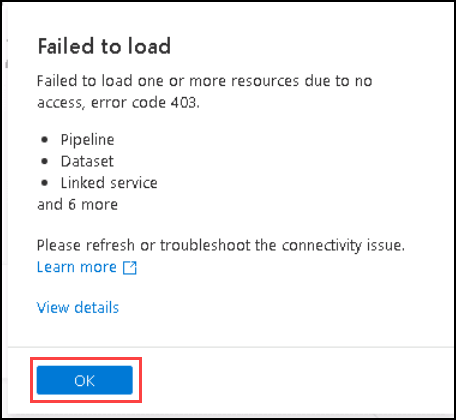 Failed to load
Failed to load one or more resources due to no
access, error code 403.
• Pipeline
• Dataset
• Linked service
and 6 more
Please refresh or troubleshoot the connectivity issue.
Learn more
View details
OK